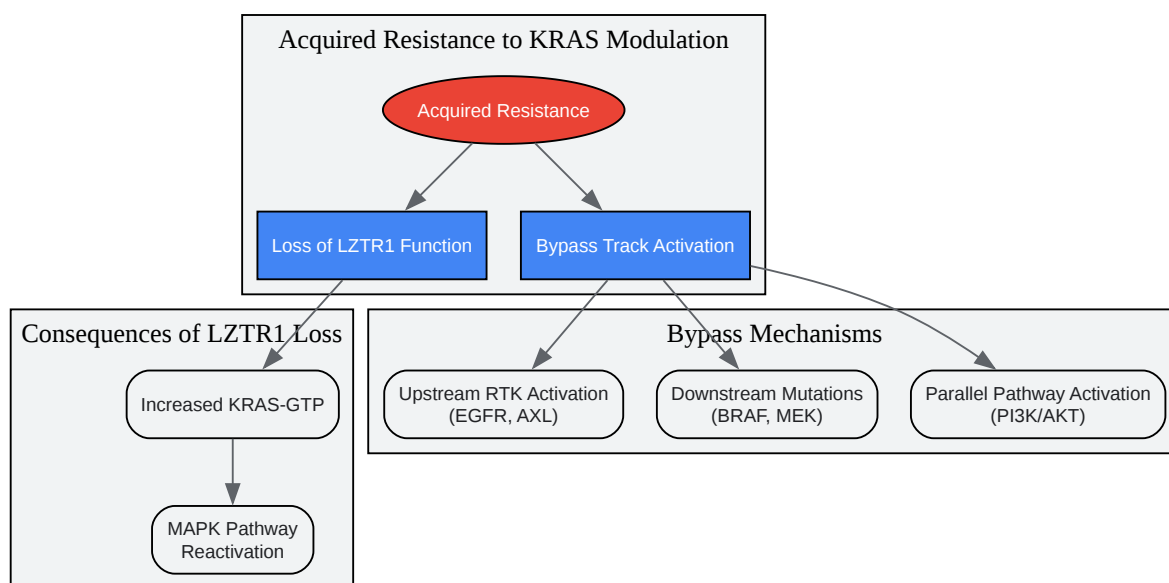 Acquired Resistance to KRAS Modulation
Acquired Resistance
Loss of LZTR1 Function
Bypass Track Activation
Consequences of LZTR1 Loss
Increased KRAS-GTP
MAPK Pathway
Reactivation
Bypass Mechanisms
Upstream RTK Activation
(EGFR, AXL)
Downstream Mutations
(BRAF, MEK)
Parallel Pathway Activation
(PI3K/AKT)